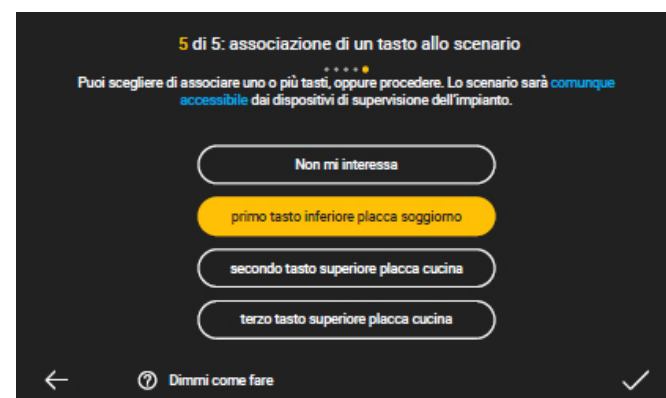 5 di 5: associazione di un tasto allo scenario
Puoi scegliere di associare uno o più tasti, oppure procedere. Lo scenario sarà comunque
accessibile dai dispositivi di supervisione dell'impianto.
Non mi interessa
primo tasto inferiore placca soggiorno
secondo tasto superiore placca cucina
terzo tasto superiore placca cucina
Dimmi come fare